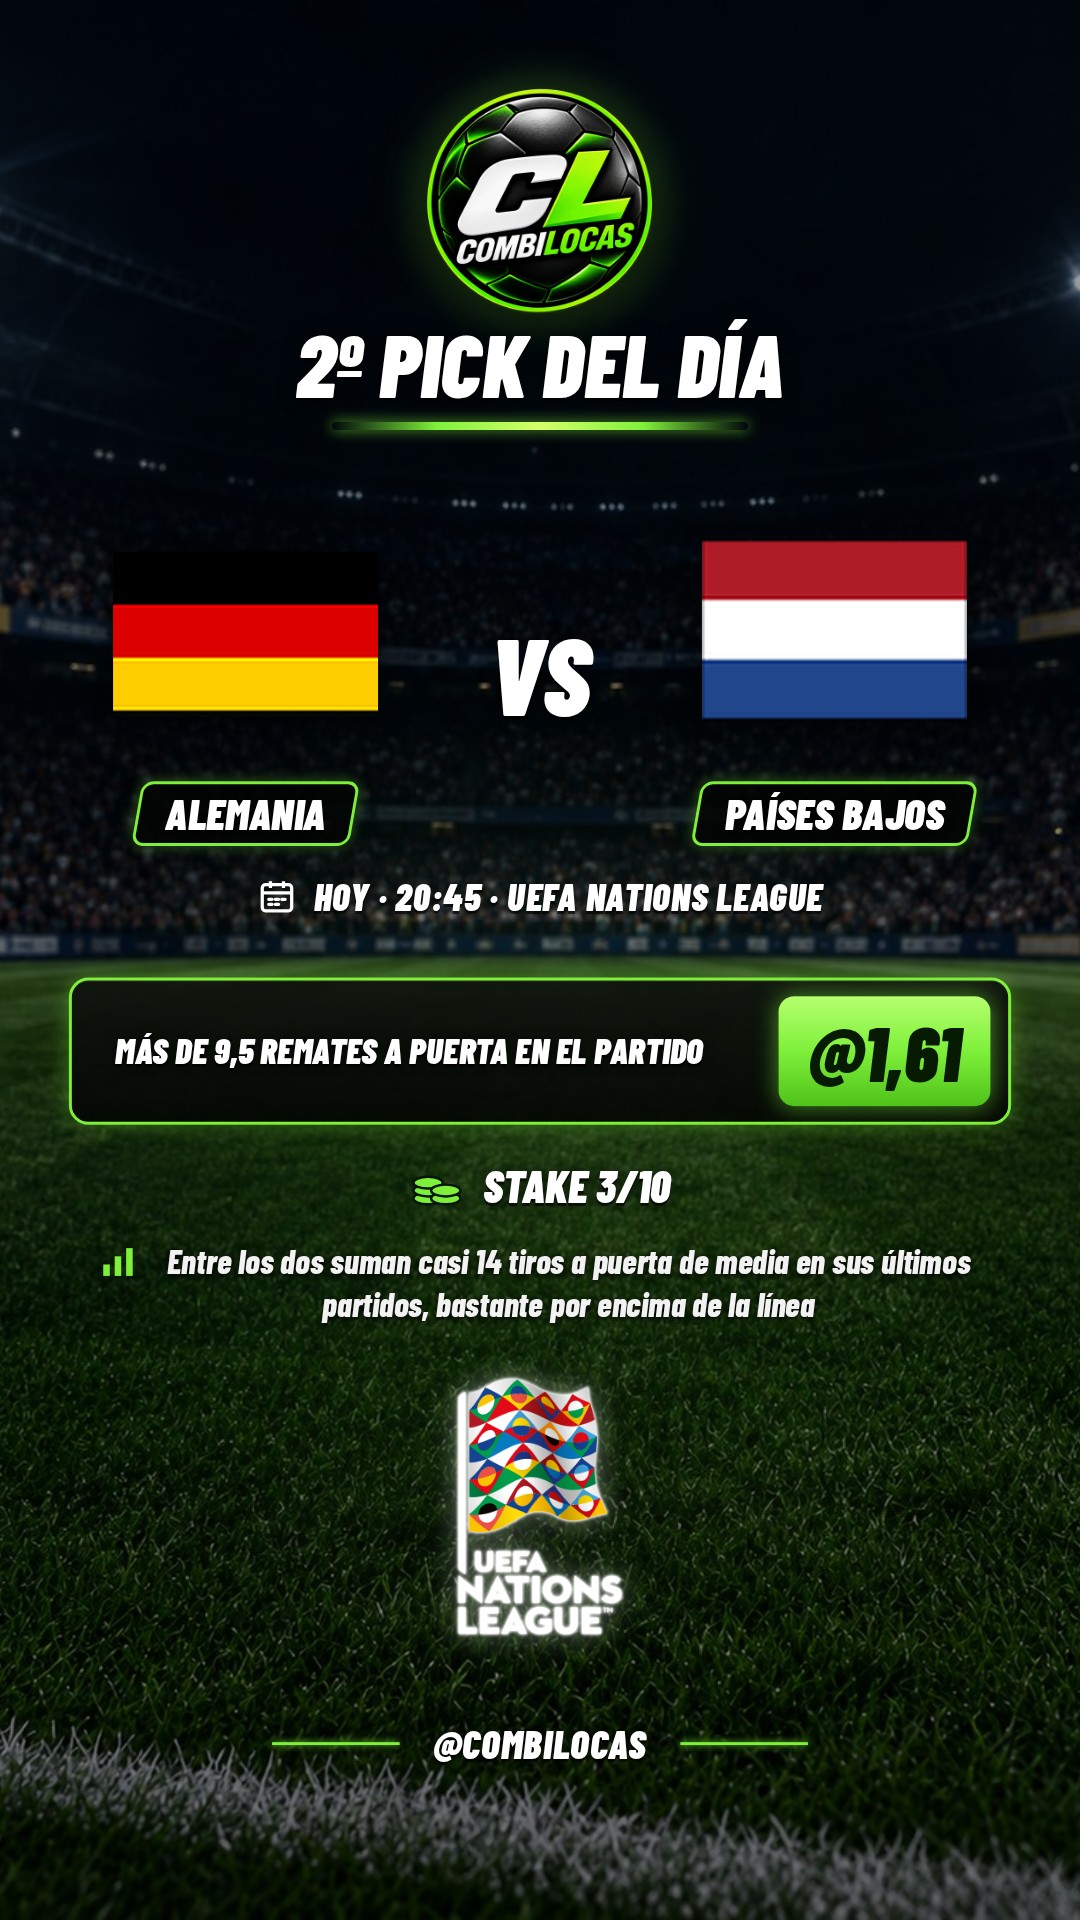 CL
COMBILOCAS
2º PICK DEL DÍA
VS
ALEMANIA
PAÍSES BAJOS
HOY · 20:45 · UEFA NATIONS LEAGUE
MÁS DE 9,5 REMATES A PUERTA EN EL PARTIDO
@1,61
STAKE 3/10
Entre los dos suman casi 14 tiros a puerta de media en sus últimos
partidos, bastante por encima de la línea
UEFA
NATIONS
LEAGUE™
@COMBILOCAS